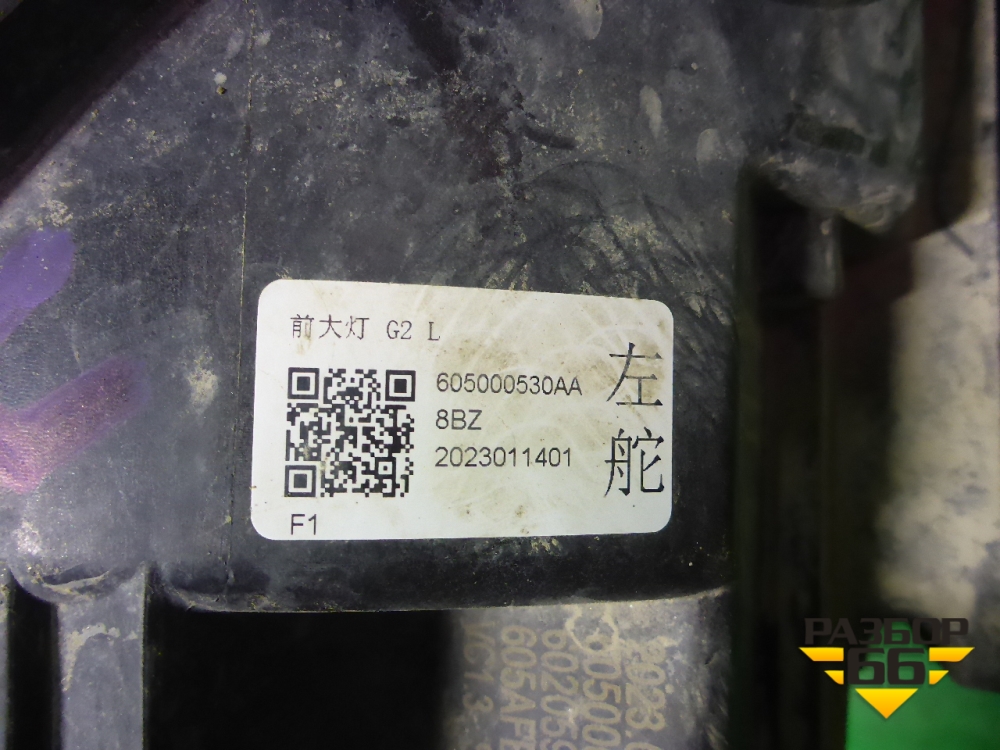 前大灯 G2 L
605000530AA
8BZ
2023011401
F1
左
舵
РАЗБОР
66